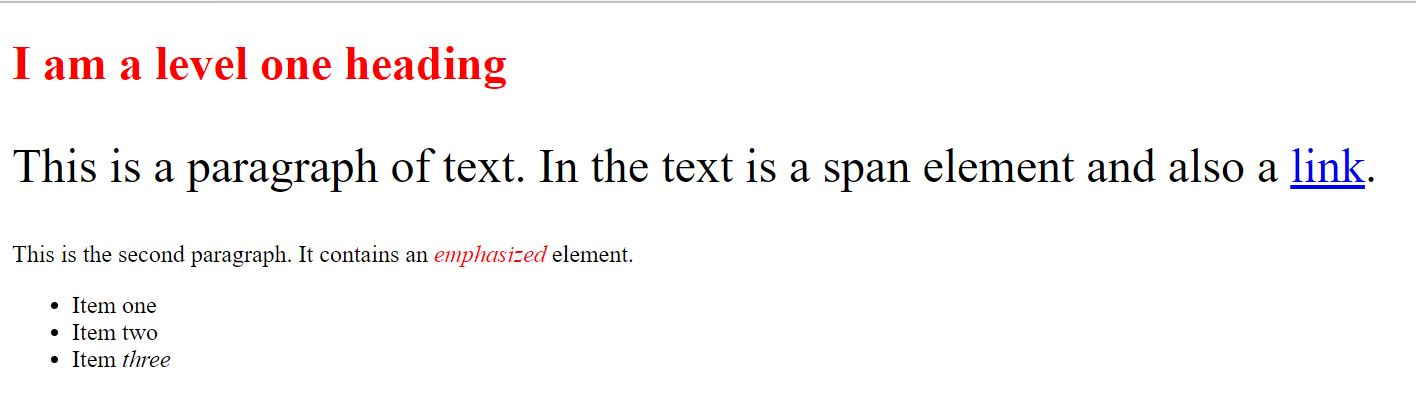 I am a level one heading
This is a paragraph of text. In the text is a span element and also a link.
This is the second paragraph. It contains an emphasized element.
• Item one
• Item two
• Item three